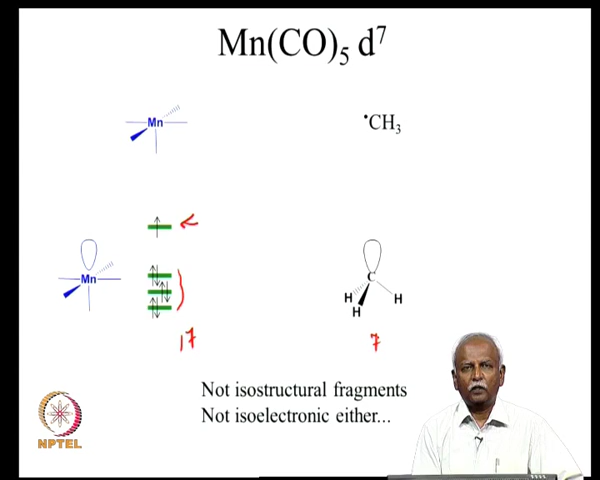 Mn(CO)₅ d⁷
Mn
•CH₃
Mn
C
H
H
H
17
7
Not isostructural fragments
Not isoelectronic either...
NPTEL